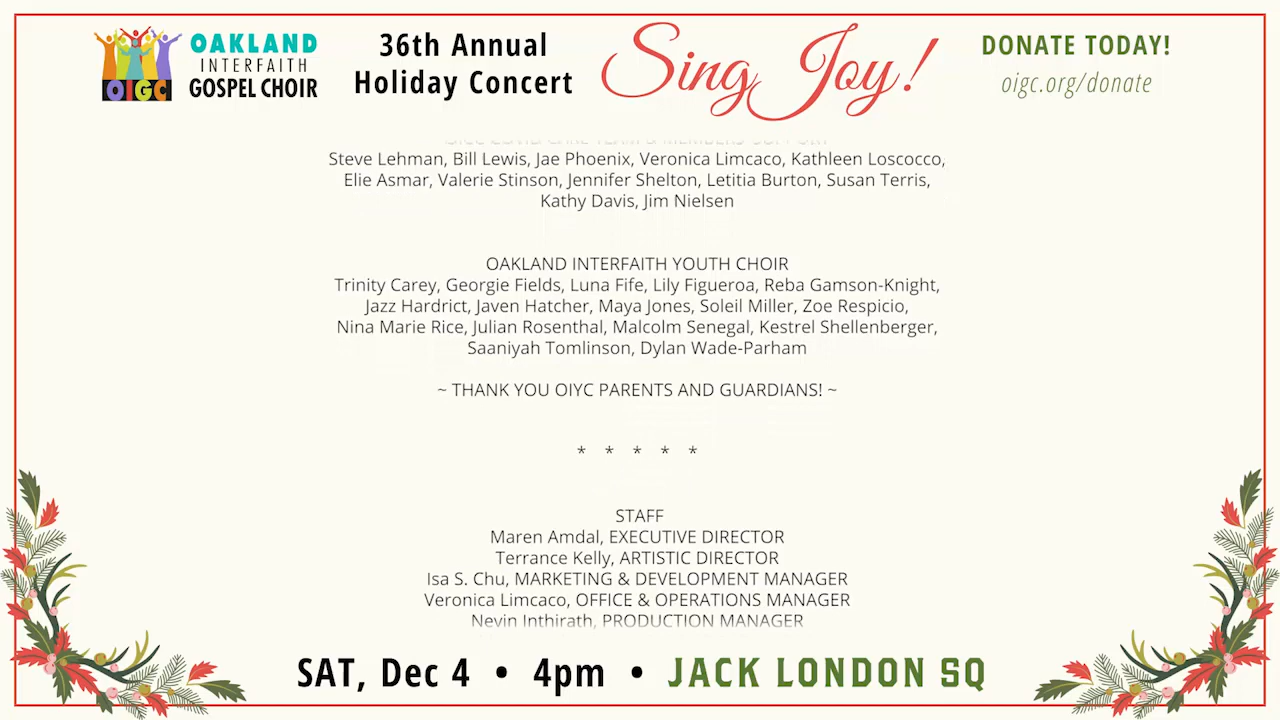 OAKLAND
INTERFAITH
GOSPEL CHOIR
OIGC
36th Annual
Holiday Concert
Sing Joy!
DONATE TODAY!
oigc.org/donate
Steve Lehman, Bill Lewis, Jae Phoenix, Veronica Limcaco, Kathleen Loscocco,
Elie Asmar, Valerie Stinson, Jennifer Shelton, Letitia Burton, Susan Terris,
Kathy Davis, Jim Nielsen
OAKLAND INTERFAITH YOUTH CHOIR
Trinity Carey, Georgie Fields, Luna Fife, Lily Figueroa, Reba Gamson-Knight,
Jazz Hardrict, Javen Hatcher, Maya Jones, Soleil Miller, Zoe Respicio,
Nina Marie Rice, Julian Rosenthal, Malcolm Senegal, Kestrel Shellenberger,
Saaniyah Tomlinson, Dylan Wade-Parham
~ THANK YOU OIYC PARENTS AND GUARDIANS! ~
* * * * *
STAFF
Maren Amdal, EXECUTIVE DIRECTOR
Terrance Kelly, ARTISTIC DIRECTOR
Isa S. Chu, MARKETING & DEVELOPMENT MANAGER
Veronica Limcaco, OFFICE & OPERATIONS MANAGER
Nevin Inthirath, PRODUCTION MANAGER
SAT, Dec 4 • 4pm • JACK LONDON SQ